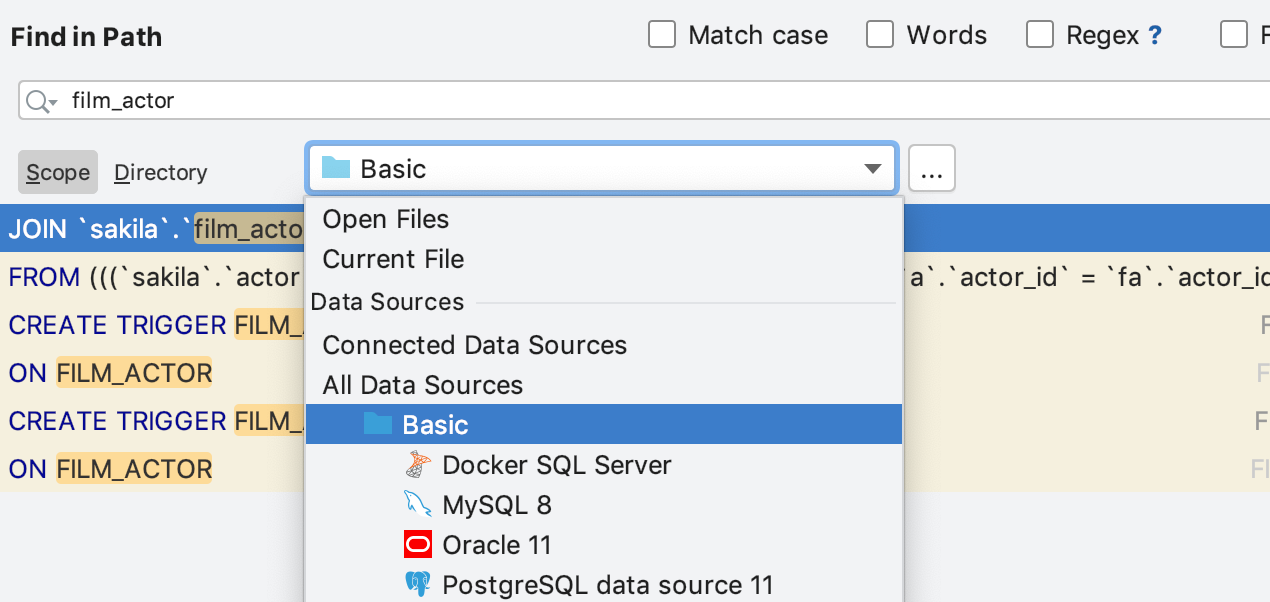 Find in Path
Match case
Words
Regex ?
film_actor
Scope
Directory
Basic
...
JOIN `sakila`.`film_acto
FROM (((`sakila`.`actor
a`.`actor_id` = `fa`.`actor_id
CREATE TRIGGER FILM_
ON FILM_ACTOR
CREATE TRIGGER FILM_
ON FILM_ACTOR
Open Files
Current File
Data Sources
Connected Data Sources
All Data Sources
Basic
Docker SQL Server
MySQL 8
Oracle 11
PostgreSQL data source 11